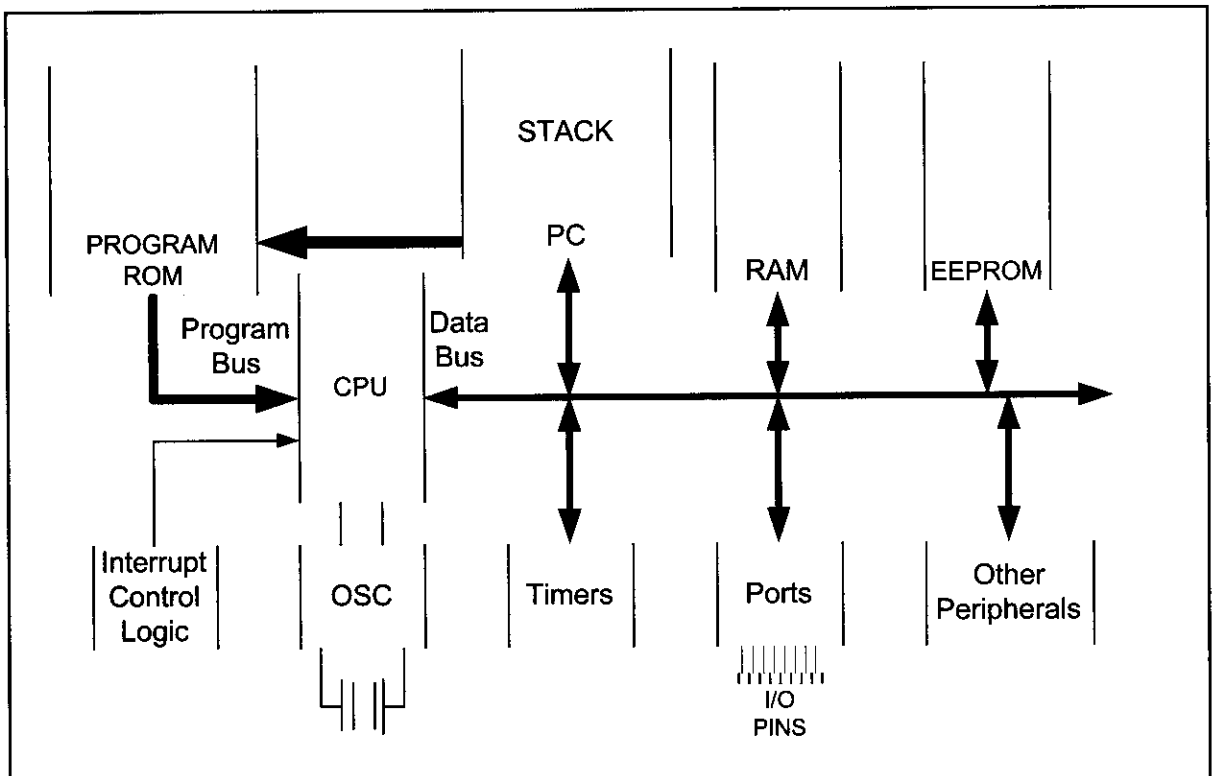 STACK
PROGRAM
ROM
PC
RAM
EEPROM
Program
Bus
CPU
Data
Bus
Interrupt
Control
Logic
OSC
Timers
Ports
Other
Peripherals
I/O
PINS